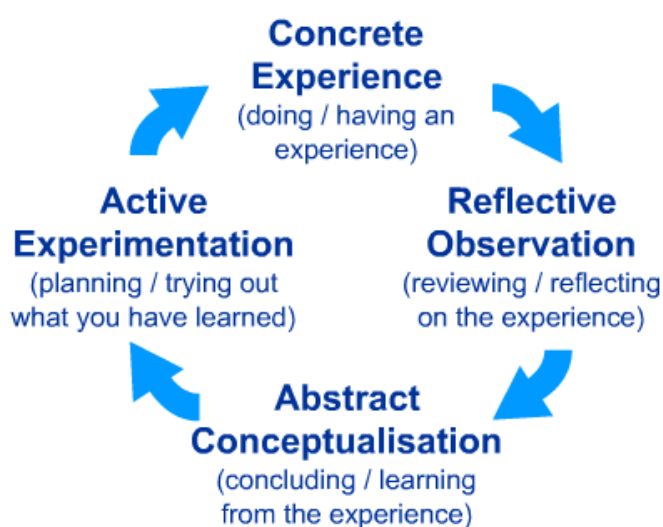 Concrete
Experience
(doing / having an
experience)
Reflective
Observation
(reviewing / reflecting
on the experience)
Abstract
Conceptualisation
(concluding / learning
from the experience)
Active
Experimentation
(planning / trying out
what you have learned)